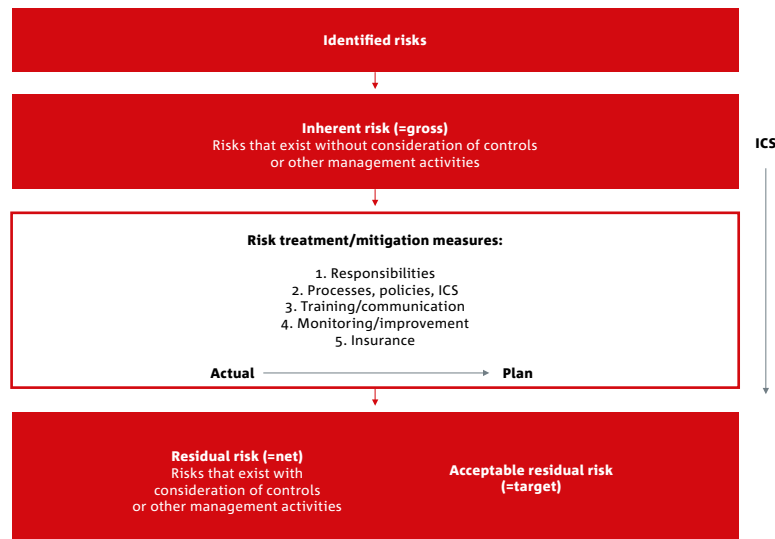 Identified risks
Inherent risk (=gross)
Risks that exist without consideration of controls
or other management activities
ICS
Risk treatment/mitigation measures:
1. Responsibilities
2. Processes, policies, ICS
3. Training/communication
4. Monitoring/improvement
5. Insurance
Actual
Plan
Residual risk (=net)
Risks that exist with
consideration of controls
or other management activities
Acceptable residual risk
(=target)